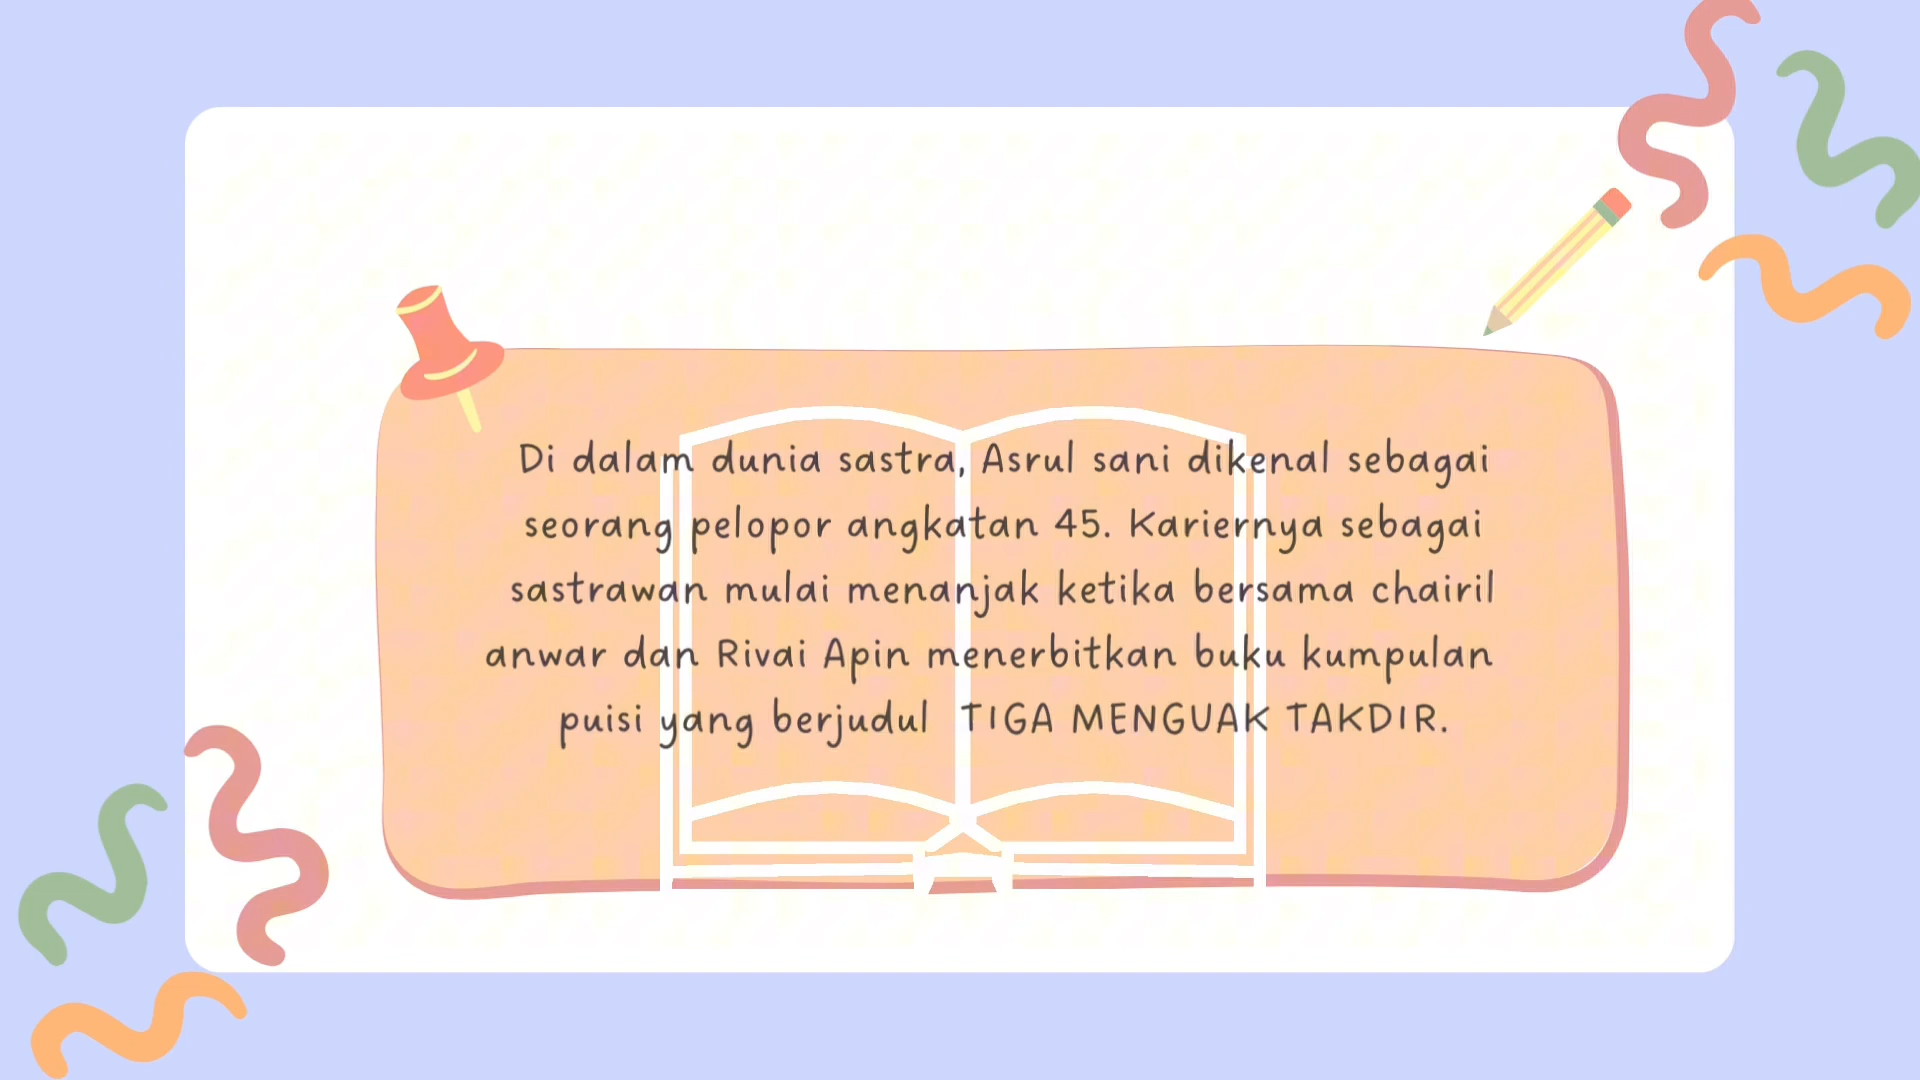 Di dalam dunia sastra, Asrul sani dikenal sebagai
seorang pelopor angkatan 45. Kariernya sebagai
sastrawan mulai menanjak ketika bersama chairil
anwar dan Rivai Apin menerbitkan buku kumpulan
puisi yang berjudul TIGA MENGUAK TAKDIR.